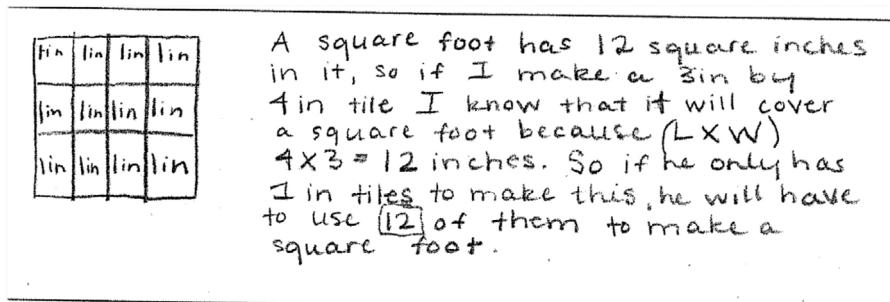 1in 1in 1in 1in
1in 1in 1in 1in
1in 1in 1in 1in
A square foot has 12 square inches
in it, so if I make a 3in by
4in tile I know that it will cover
a square foot because (L X W)
4 X 3 = 12 inches. So if he only has
1 in tiles to make this, he will have
to use 12 of them to make a
square foot.